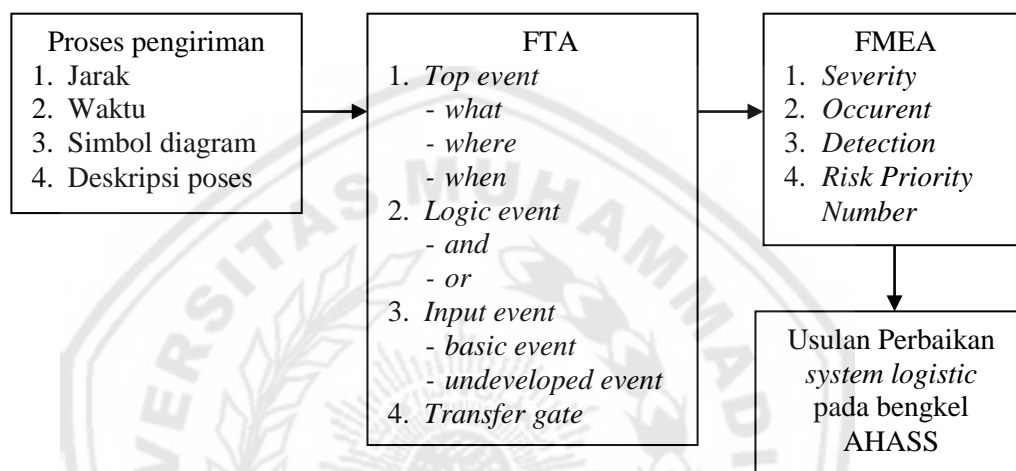 Proses pengiriman
1. Jarak
2. Waktu
3. Simbol diagram
4. Deskripsi poses
FTA
1. Top event
- what
- where
- when
2. Logic event
- and
- or
3. Input event
- basic event
- undeveloped event
4. Transfer gate
FMEA
1. Severity
2. Occurent
3. Detection
4. Risk Priority
Number
Usulan Perbaikan
system logistic
pada bengkel
AHASS
VERSITAS MUHAMMADI